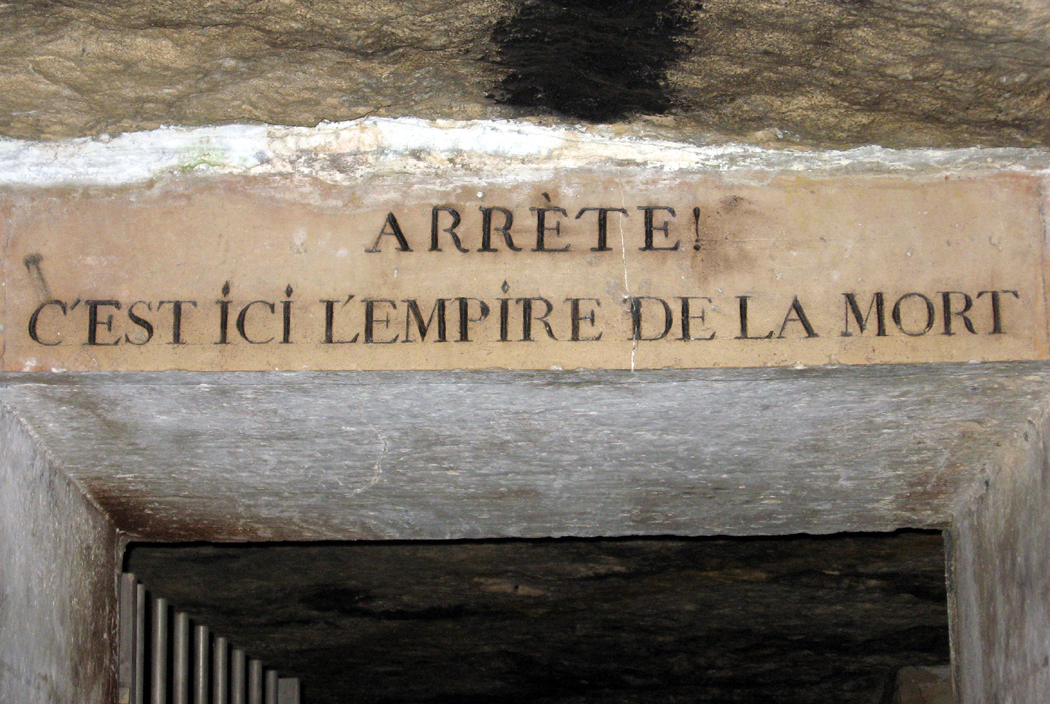 ARRÈTE!
C'EST ICI L'EMPIRE DE LA MORT